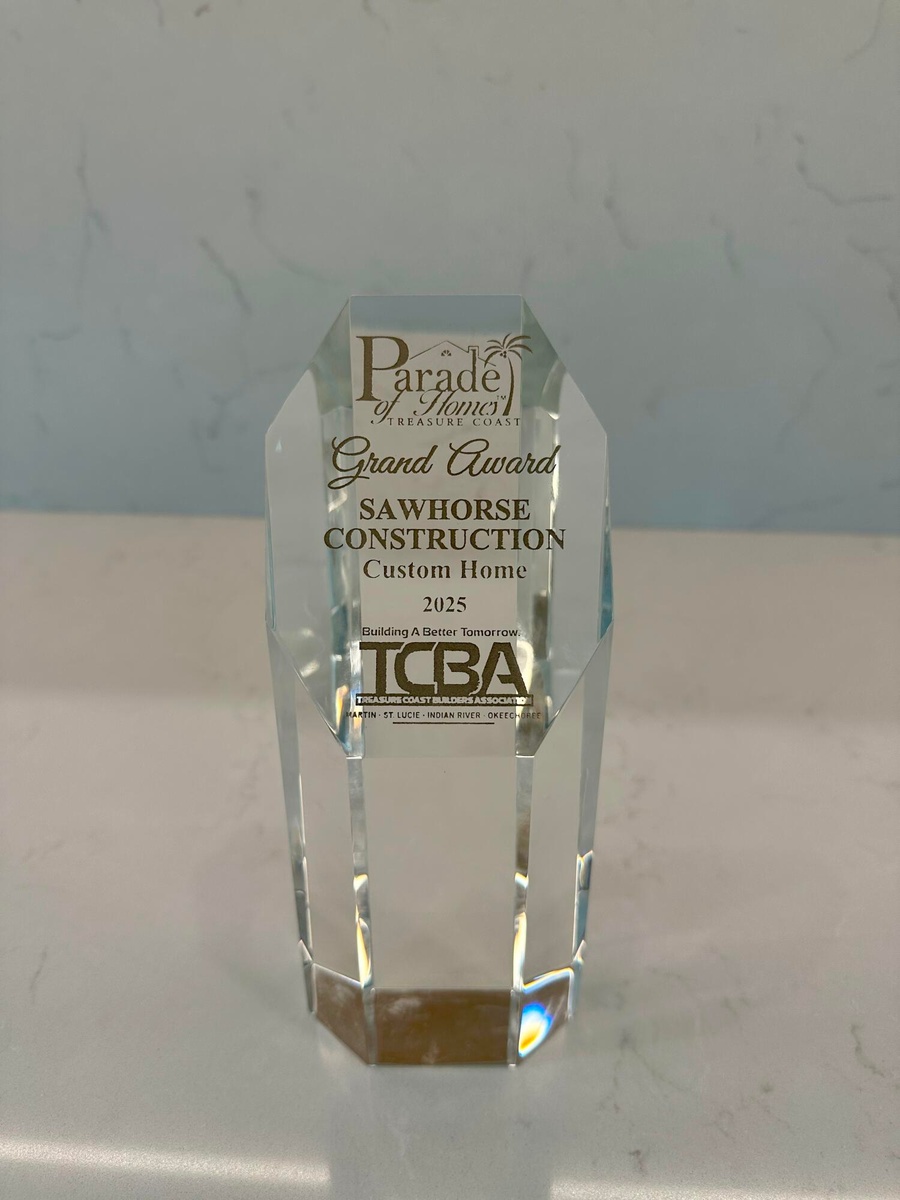 Parade
of Homes™
TREASURE COAST
Grand Award
SAWHORSE
CONSTRUCTION
Custom Home
2025
Building A Better Tomorrow.
TCBA
TREASURE COAST BUILDERS ASSOCIATION
MARTIN · ST. LUCIE · INDIAN RIVER · OKEECHOBEE